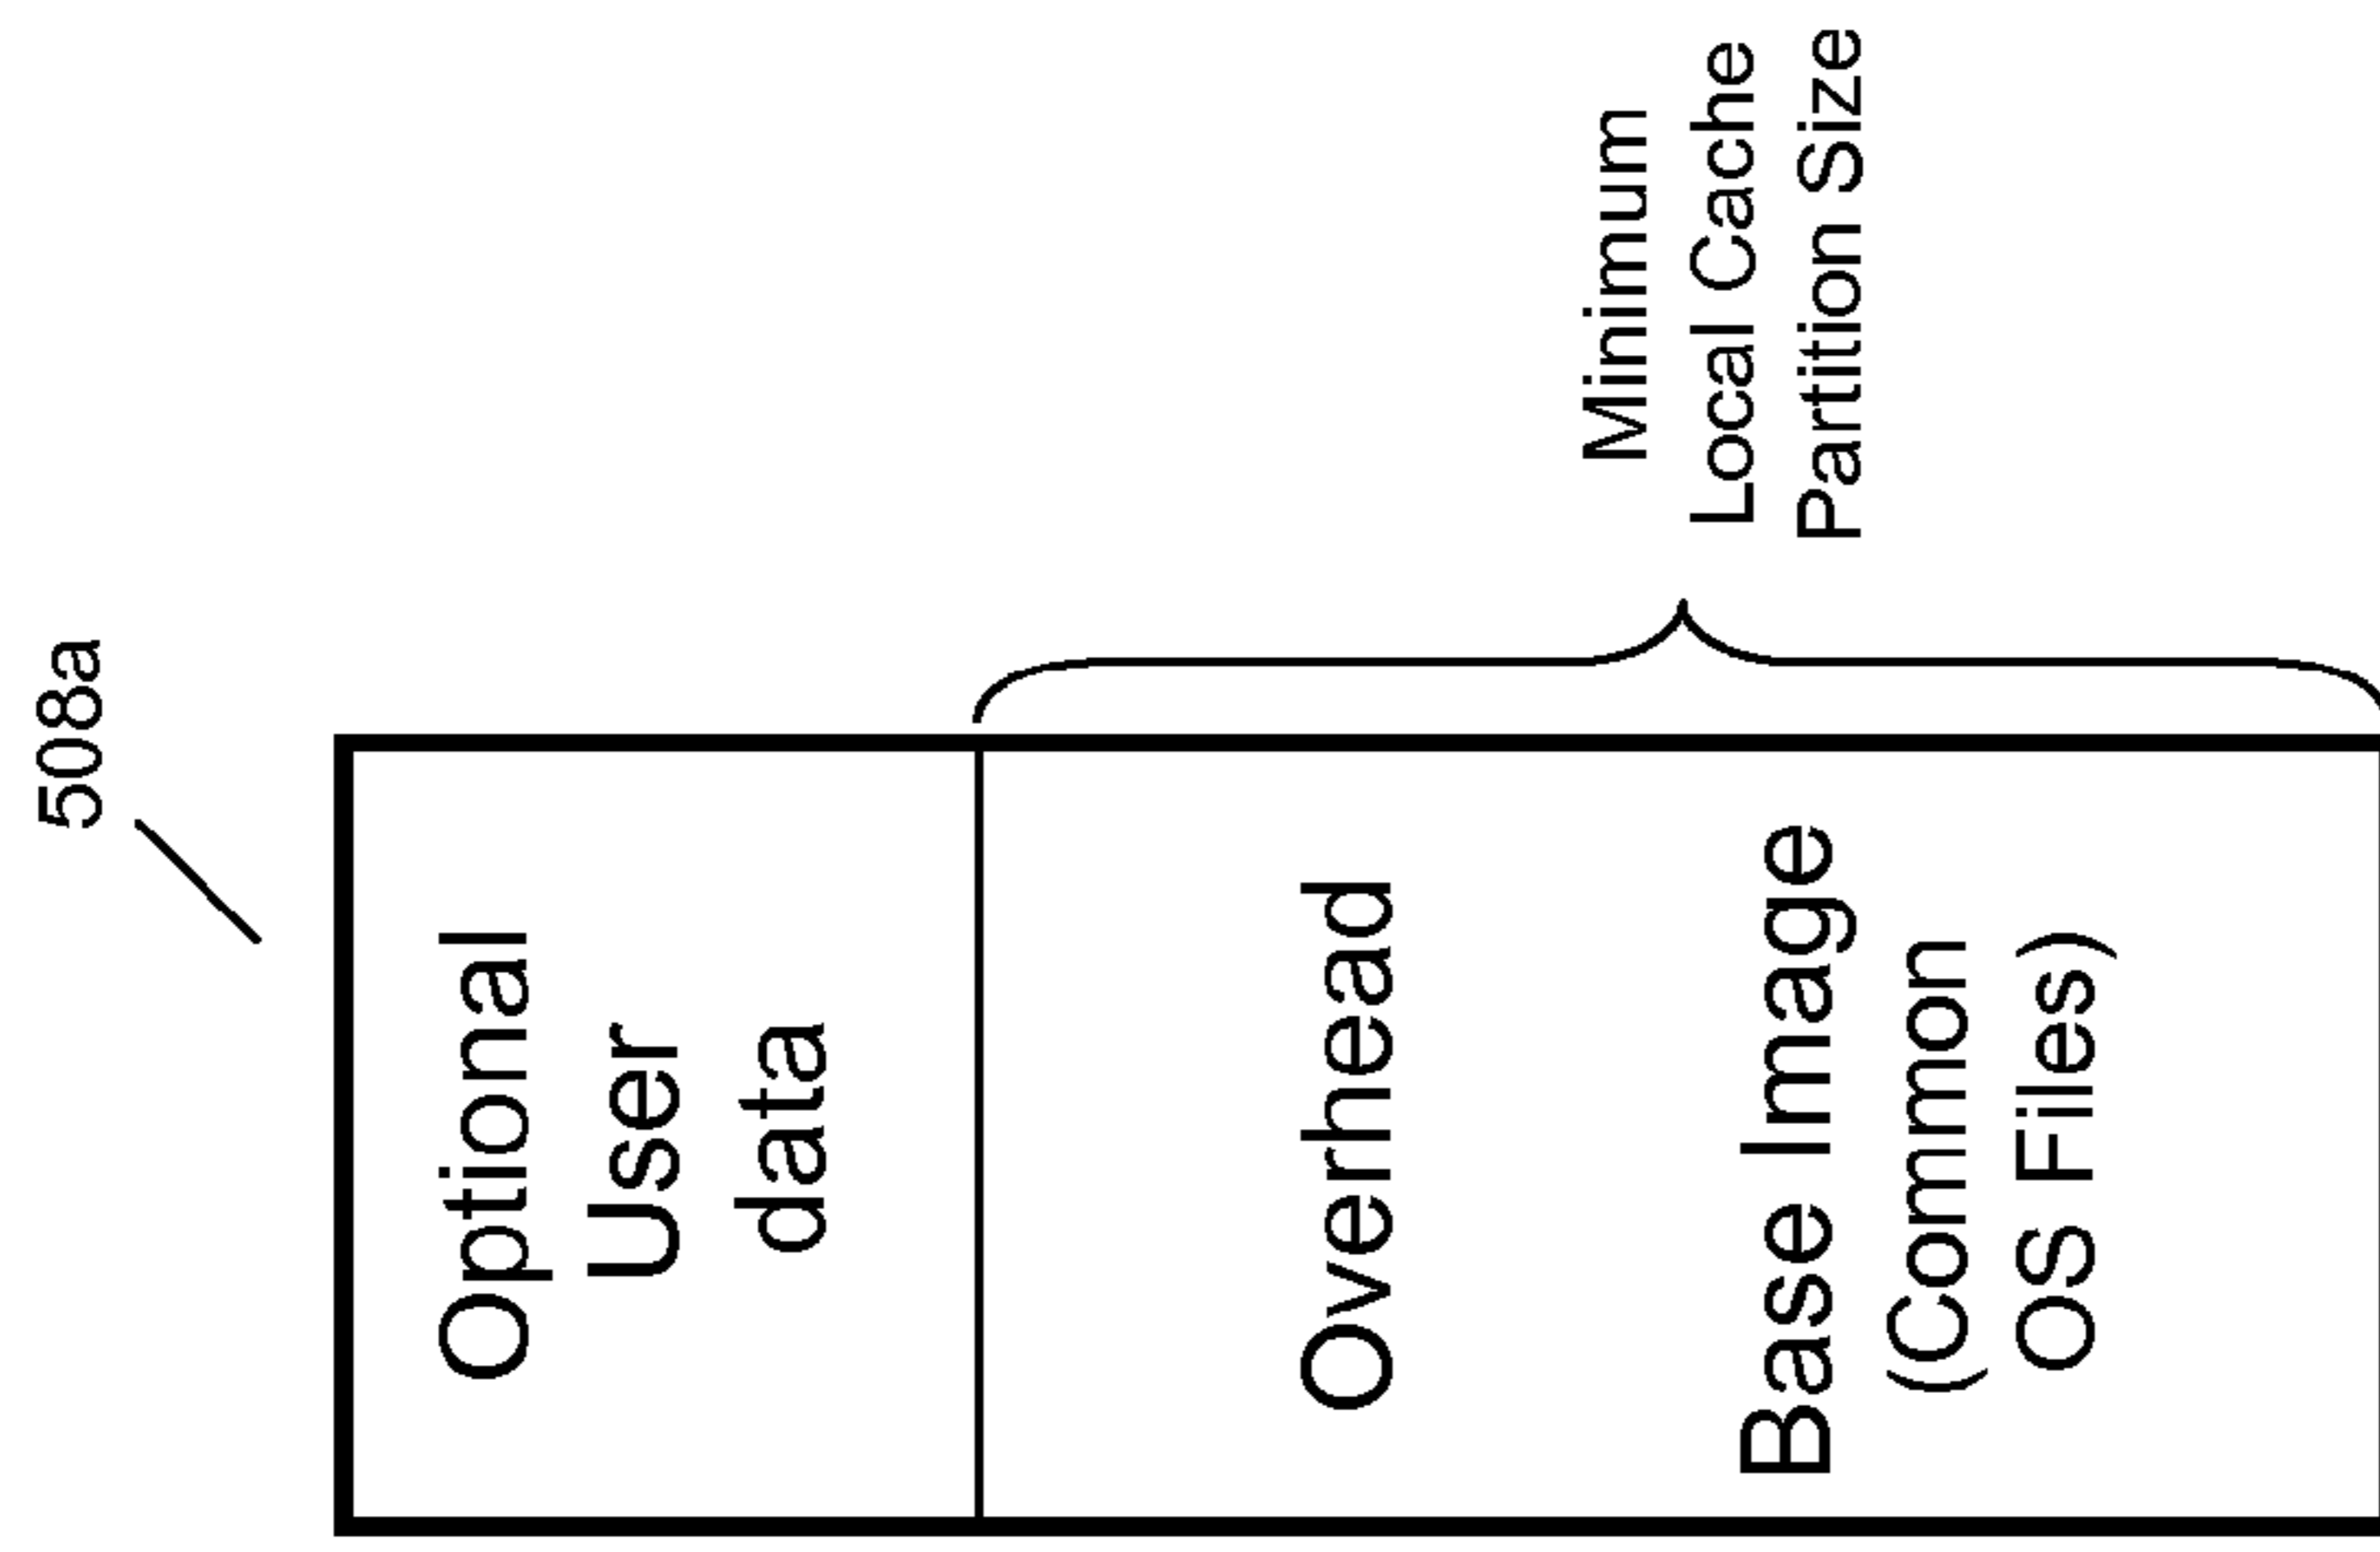 508a
Optional
User
data
Overhead
Base Image
(Common
OS Files)
Minimum
Local Cache
Partition Size